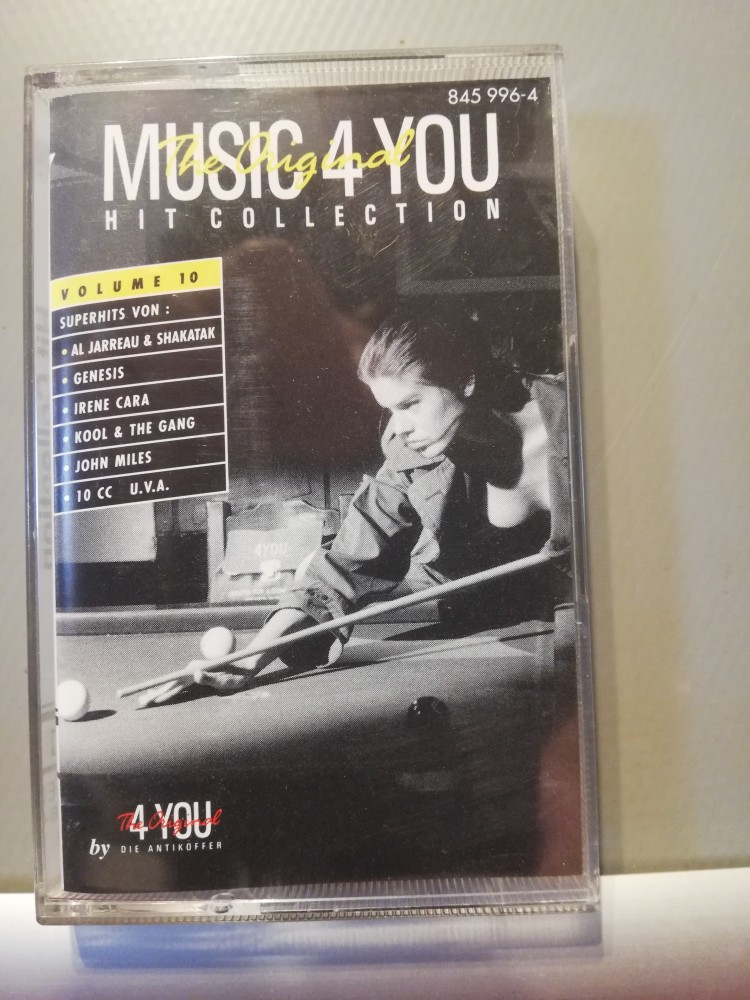 845 996-4
MUSIC 4 YOU
The Original
HIT COLLECTION
VOLUME 10
SUPERHITS VON :
• AL JARREAU & SHAKATAK
• GENESIS
• IRENE CARA
• KOOL & THE GANG
• JOHN MILES
• 10 CC U.V.A.
4YOU
4 YOU
The Original
by DIE ANTIKOFFER